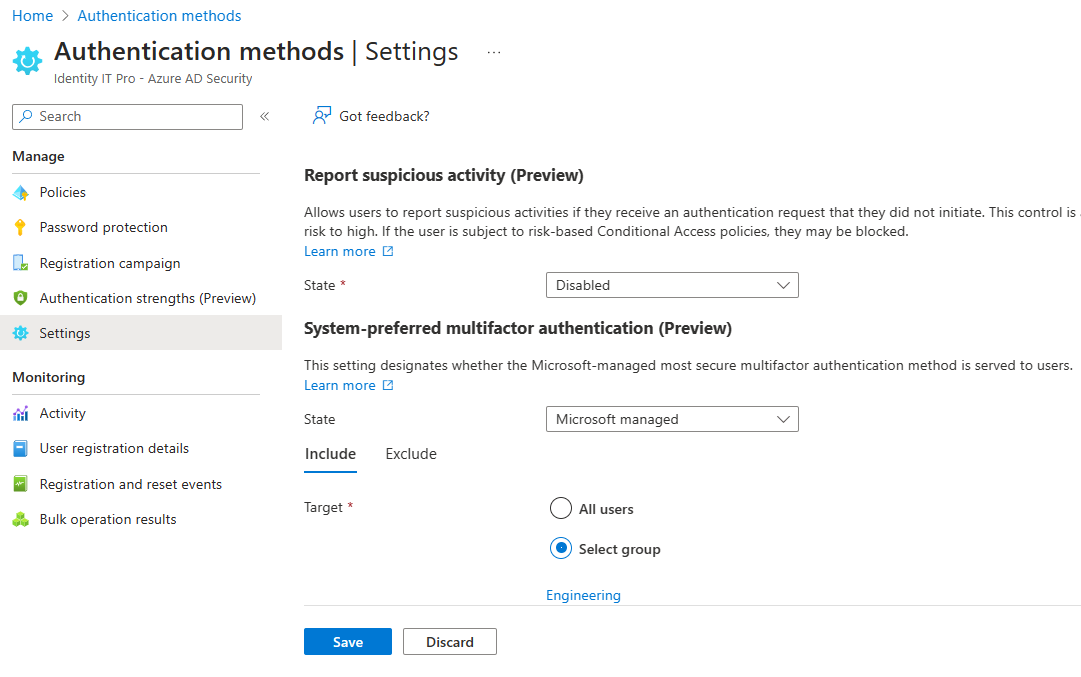 Home > Authentication methods
Authentication methods | Settings ...
Identity IT Pro - Azure AD Security
Search «
Got feedback?
Manage
Policies
Password protection
Registration campaign
Authentication strengths (Preview)
Settings
Monitoring
Activity
User registration details
Registration and reset events
Bulk operation results
Report suspicious activity (Preview)
Allows users to report suspicious activities if they receive an authentication request that they did not initiate. This control is
risk to high. If the user is subject to risk-based Conditional Access policies, they may be blocked.
Learn more
State * Disabled
System-preferred multifactor authentication (Preview)
This setting designates whether the Microsoft-managed most secure multifactor authentication method is served to users.
Learn more
State Microsoft managed
Include Exclude
Target * All users
Select group
Engineering
Save Discard